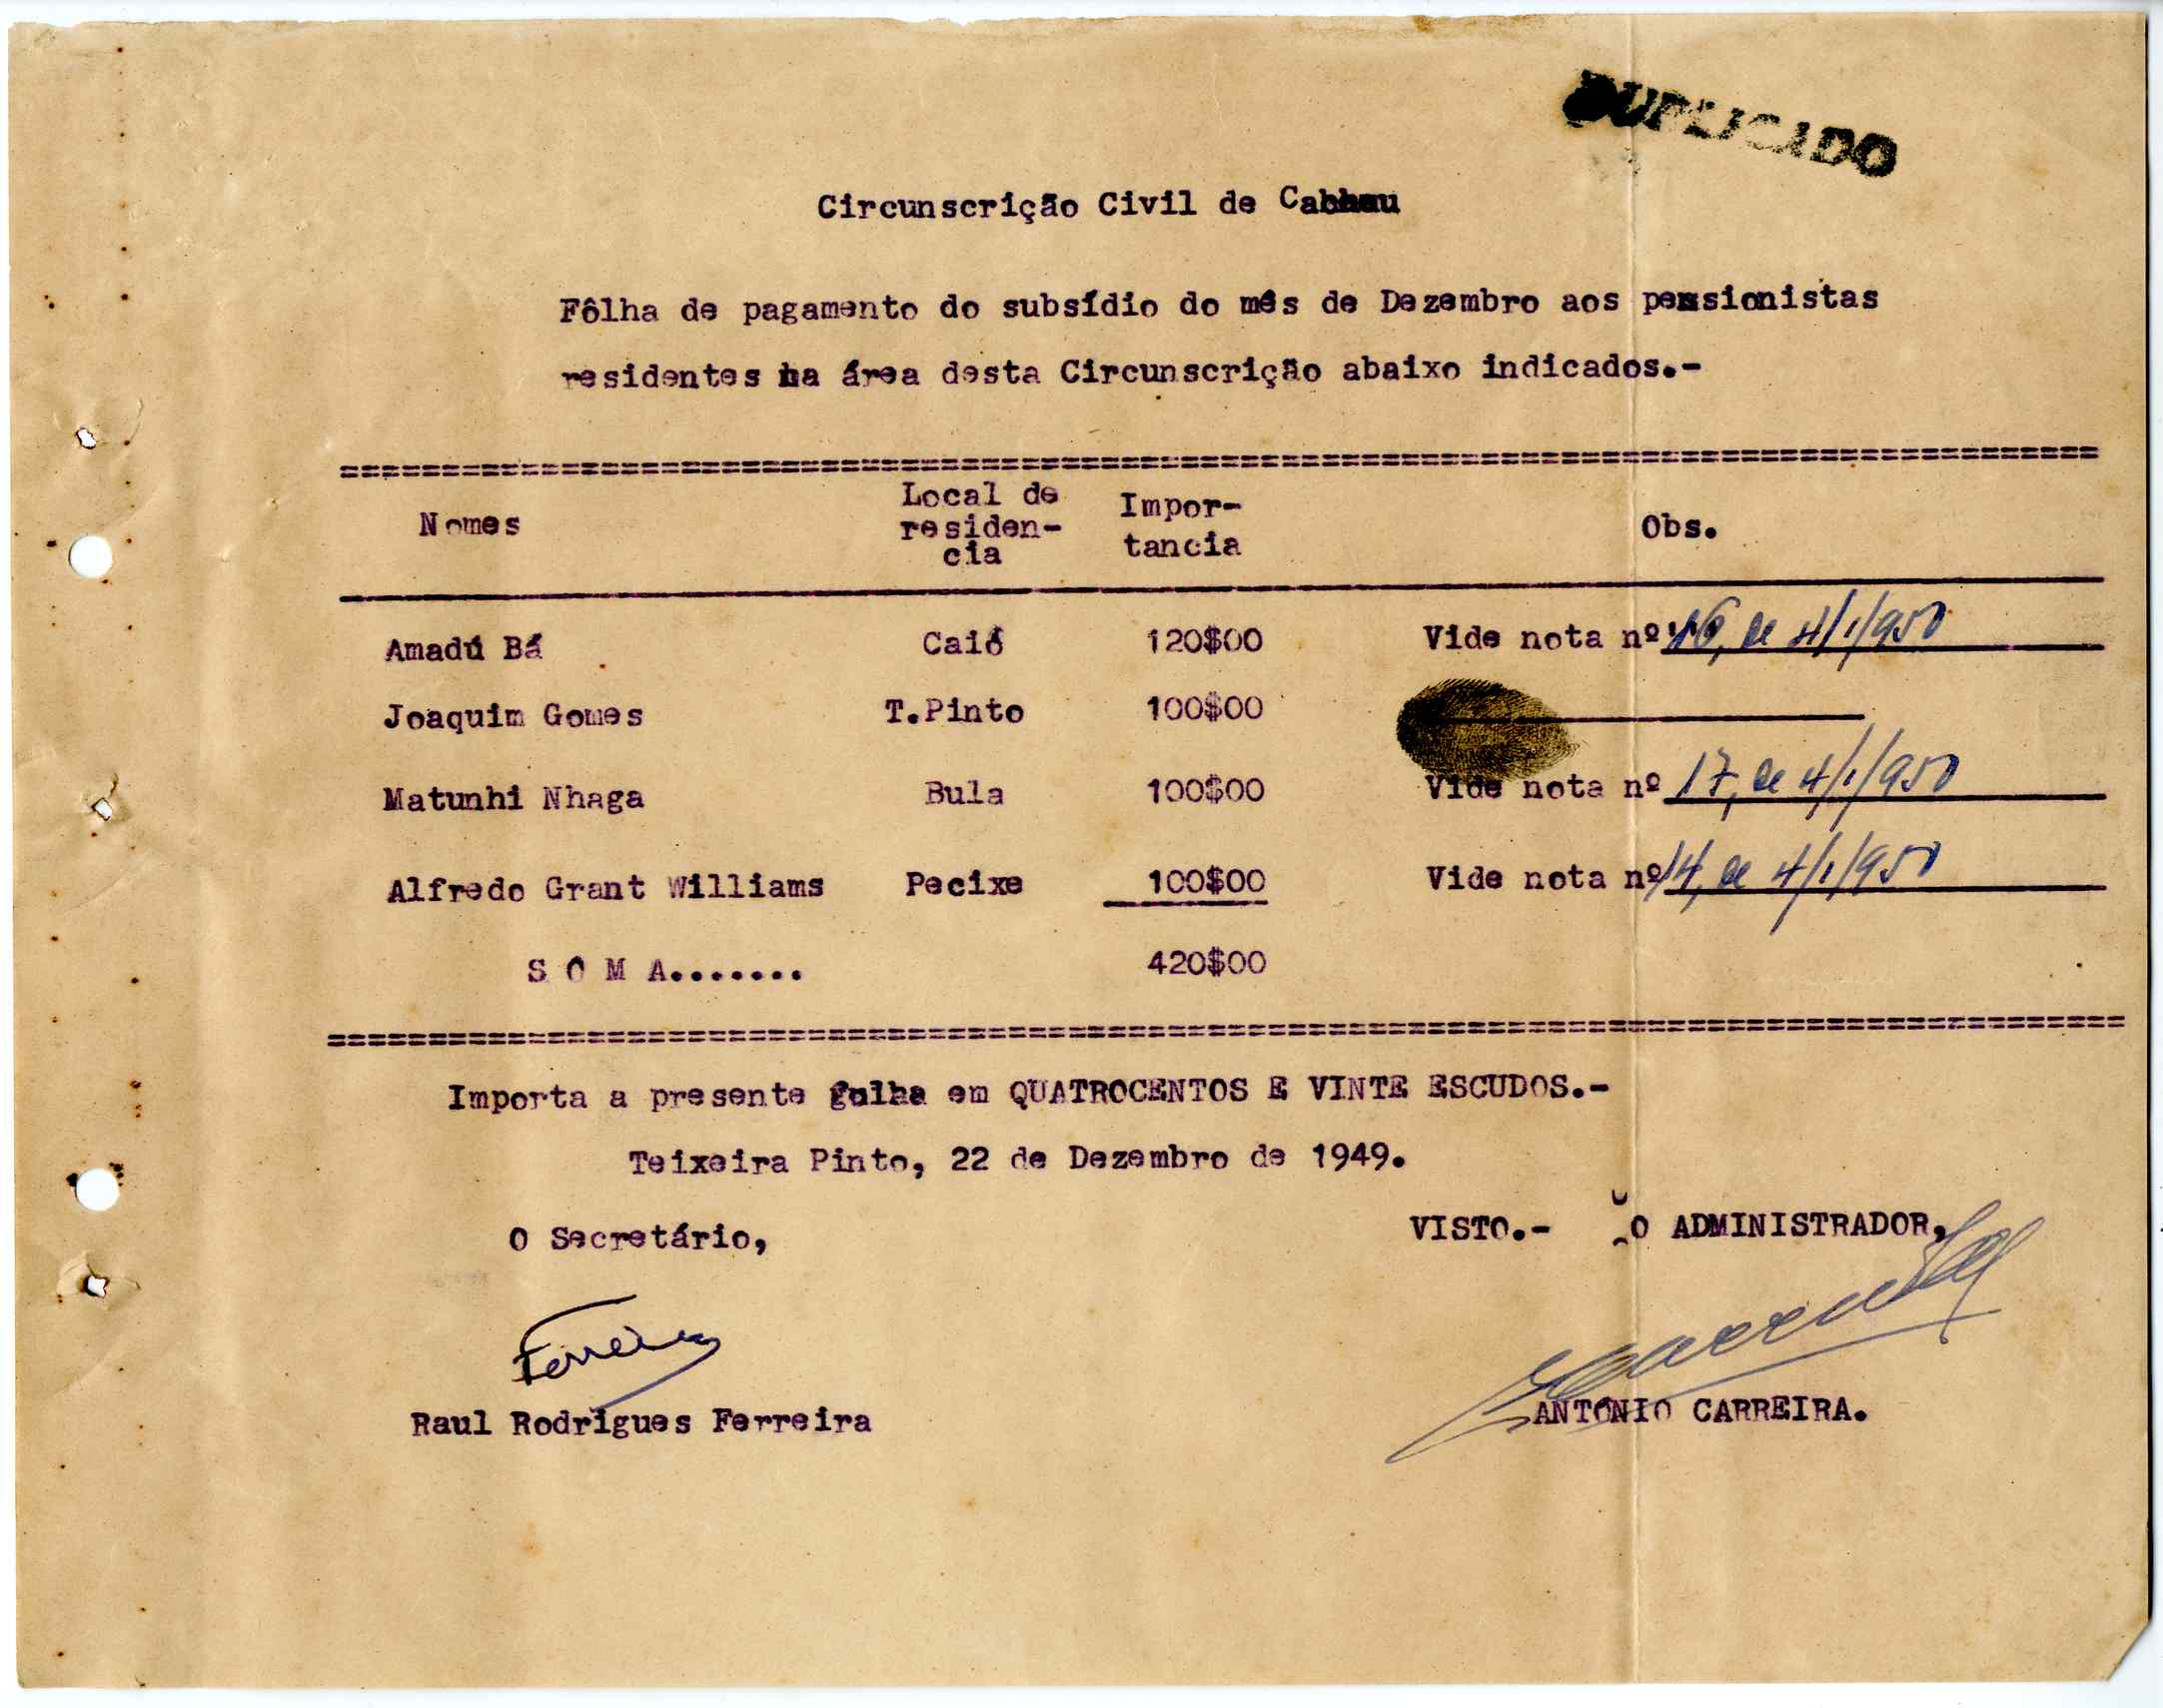 DUPLICADO
Circunscrição Civil de Cacheu
Fôlha de pagamento do subsídio do mês de Dezembro aos pensionistas
residentes na área desta Circunscrição abaixo indicados.-
Nomes Local de residen-cia Impor-tancia Obs.
Amadú Bá Caió 120$00 Vide nota nº 16, de 4/1/950
Joaquim Gomes T.Pinto 100$00
Matunhi Nhaga Bula 100$00 Vide nota nº 17, de 4/1/950
Alfredo Grant Williams Pecixe 100$00 Vide nota nº 14, de 4/1/950
S O M A....... 420$00
Importa a presente folha em QUATROCENTOS E VINTE ESCUDOS.-
Teixeira Pinto, 22 de Dezembro de 1949.
O Secretário, VISTO.- O ADMINISTRADOR,
Ferreira
Raul Rodrigues Ferreira ANTÓNIO CARREIRA.